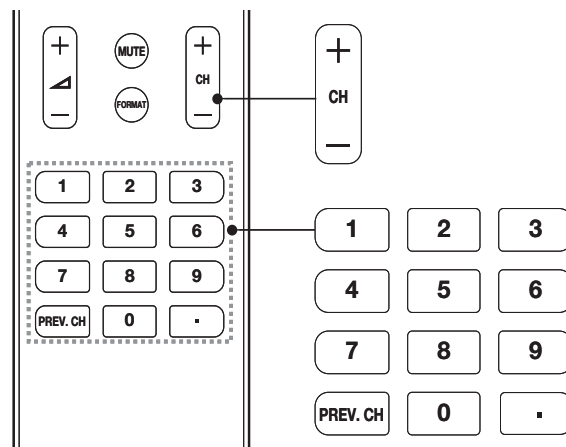 + MUTE + +
CH CH
FORMAT
— — —
1 2 3
4 5 6 1 2 3
4 5 6
7 8 9
7 8 9
PREV. CH 0 .
PREV. CH 0 .